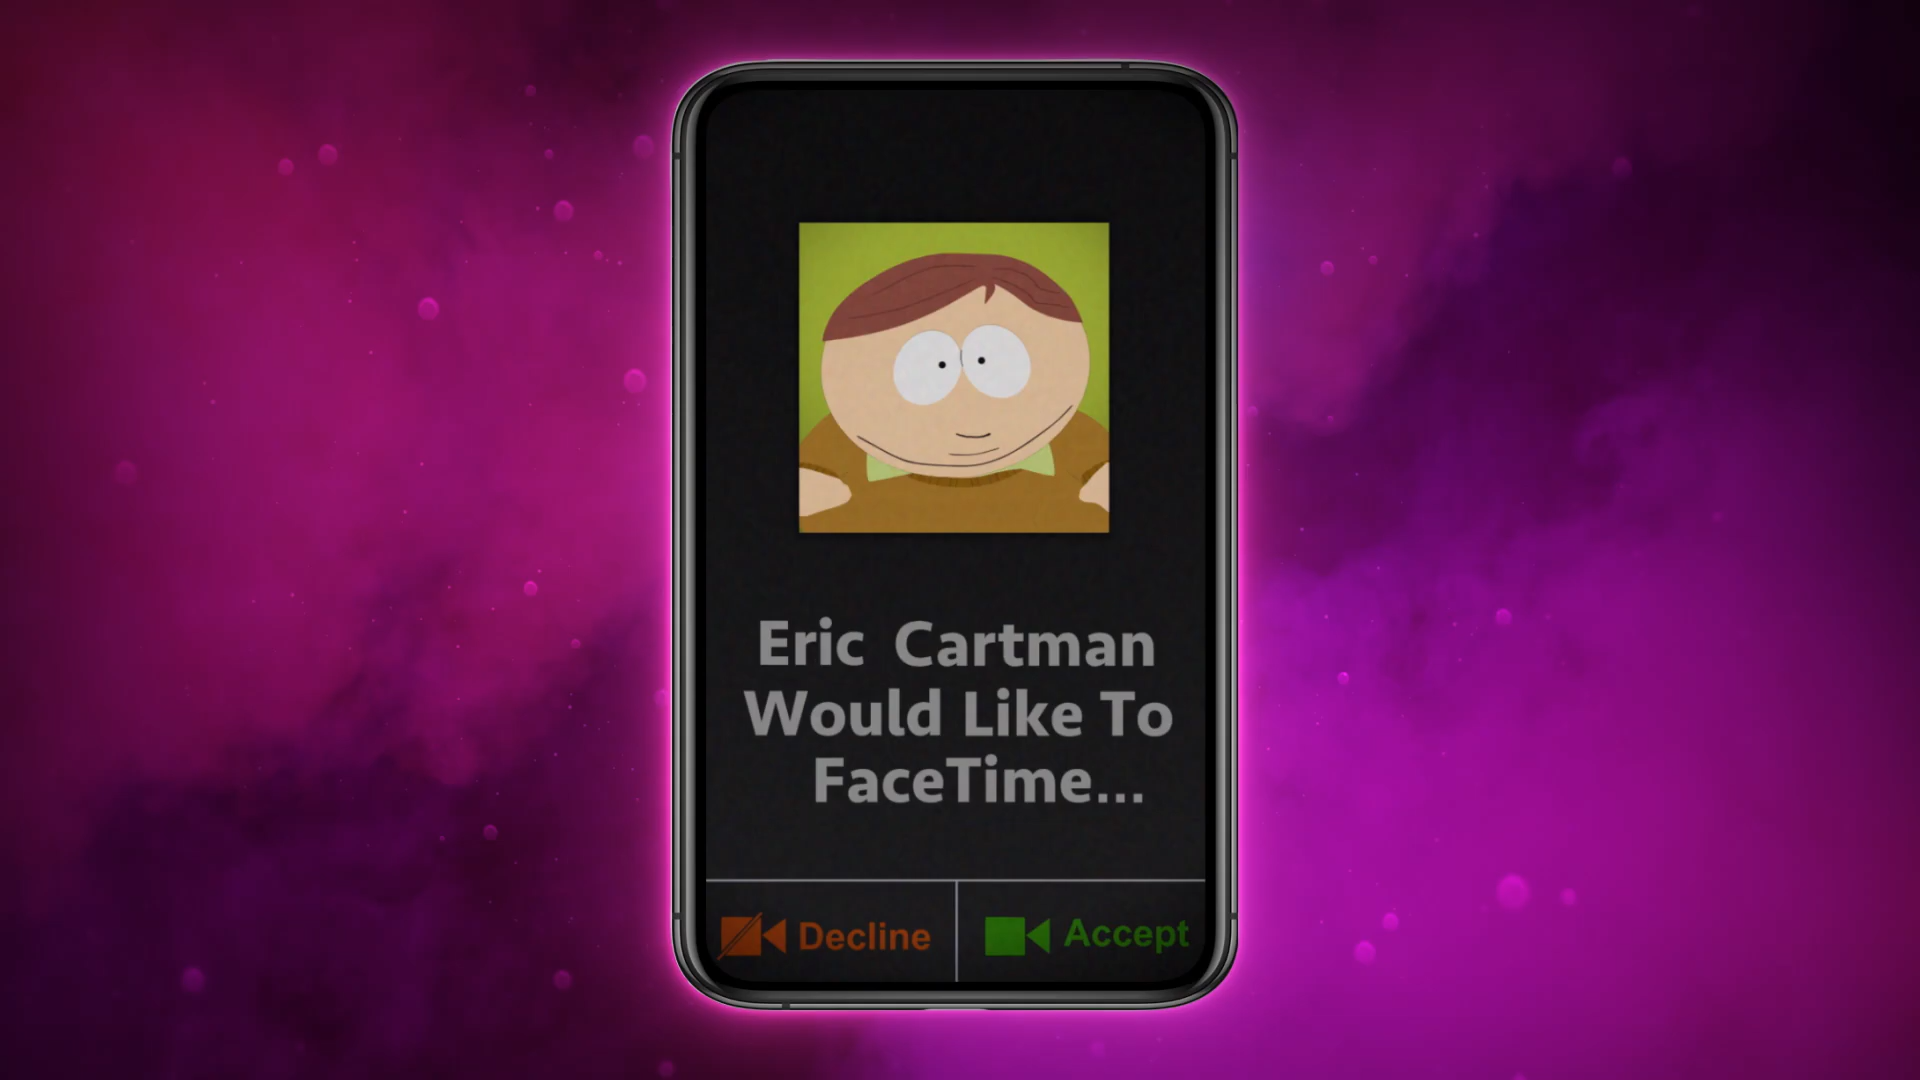 Eric Cartman
Would Like To
FaceTime...
Decline
Accept